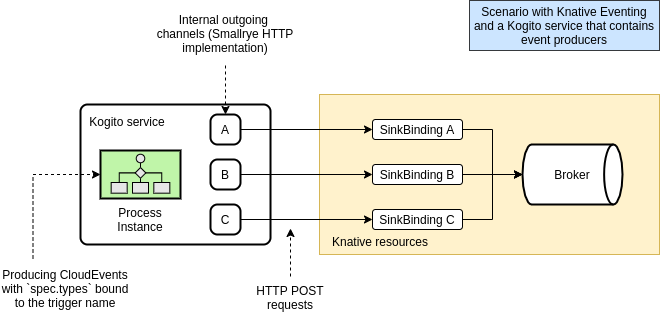 Internal outgoing
channels (Smallrye HTTP
implementation)
Scenario with Knative Eventing
and a Kogito service that contains
event producers
Kogito service
A
B
C
Process
Instance
SinkBinding A
SinkBinding B
SinkBinding C
Broker
Knative resources
Producing CloudEvents
with `spec.types` bound
to the trigger name
HTTP POST
requests